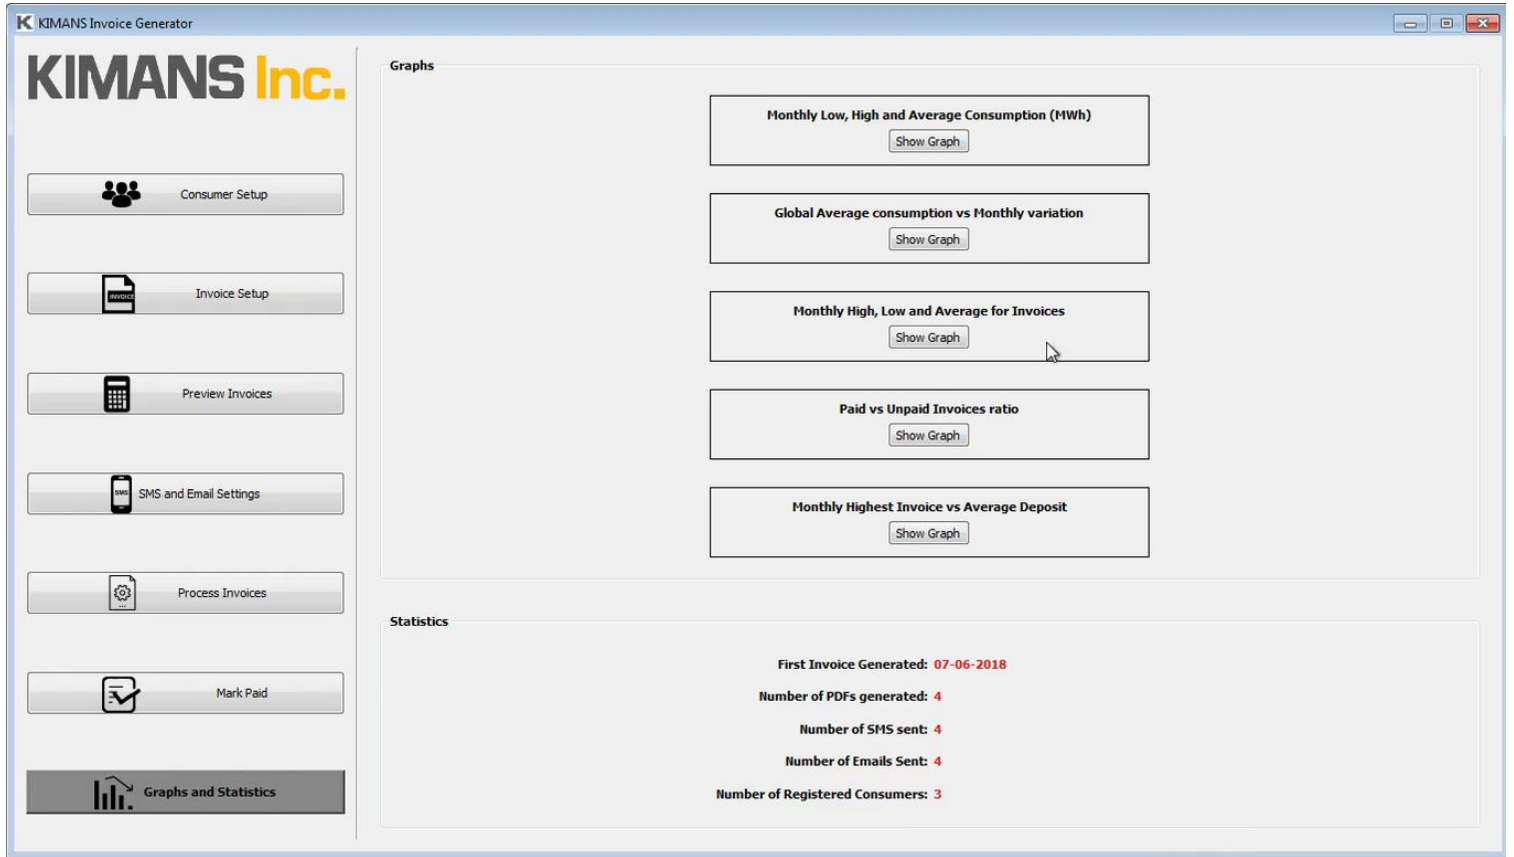 KIMANS Invoice Generator
KIMANS Inc.
Consumer Setup
INVOICE
Invoice Setup
Preview Invoices
SMS
SMS and Email Settings
Process Invoices
Mark Paid
Graphs and Statistics
Graphs
Monthly Low, High and Average Consumption (MWh)
Show Graph
Global Average consumption vs Monthly variation
Show Graph
Monthly High, Low and Average for Invoices
Show Graph
Paid vs Unpaid Invoices ratio
Show Graph
Monthly Highest Invoice vs Average Deposit
Show Graph
Statistics
First Invoice Generated: 07-06-2018
Number of PDFs generated: 4
Number of SMS sent: 4
Number of Emails Sent: 4
Number of Registered Consumers: 3